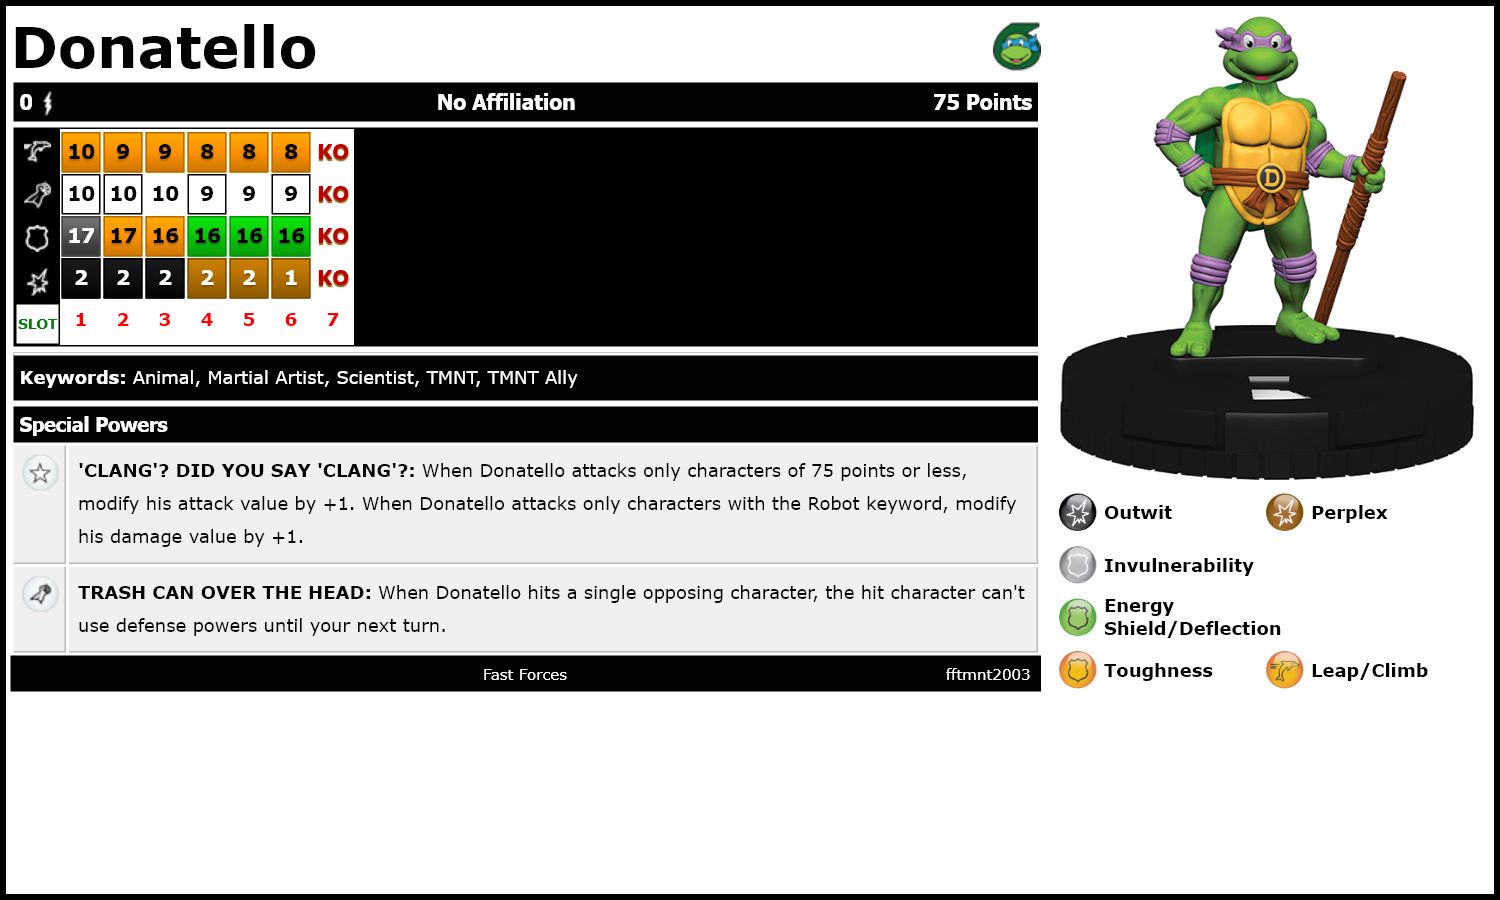 Donatello
0 No Affiliation 75 Points
10 9 9 8 8 8 KO
10 10 10 9 9 9 KO
17 17 16 16 16 16 KO
2 2 2 2 2 1 KO
SLOT 1 2 3 4 5 6 7
Keywords: Animal, Martial Artist, Scientist, TMNT, TMNT Ally
Special Powers
'CLANG'? DID YOU SAY 'CLANG'?: When Donatello attacks only characters of 75 points or less,
modify his attack value by +1. When Donatello attacks only characters with the Robot keyword, modify
his damage value by +1.
TRASH CAN OVER THE HEAD: When Donatello hits a single opposing character, the hit character can't
use defense powers until your next turn.
Fast Forces fftmnt2003
D
Outwit Perplex
Invulnerability
Energy
Shield/Deflection
Toughness Leap/Climb